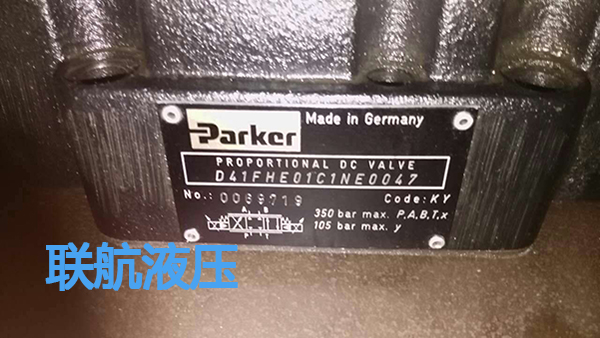 Parker
Made in Germany
PROPORTIONAL DC VALVE
D41FHE01C1NE0047
No.: 0069719
Code: KY
A B
P T
350 bar max. P.A.B.T,x
105 bar max. y
联航液压